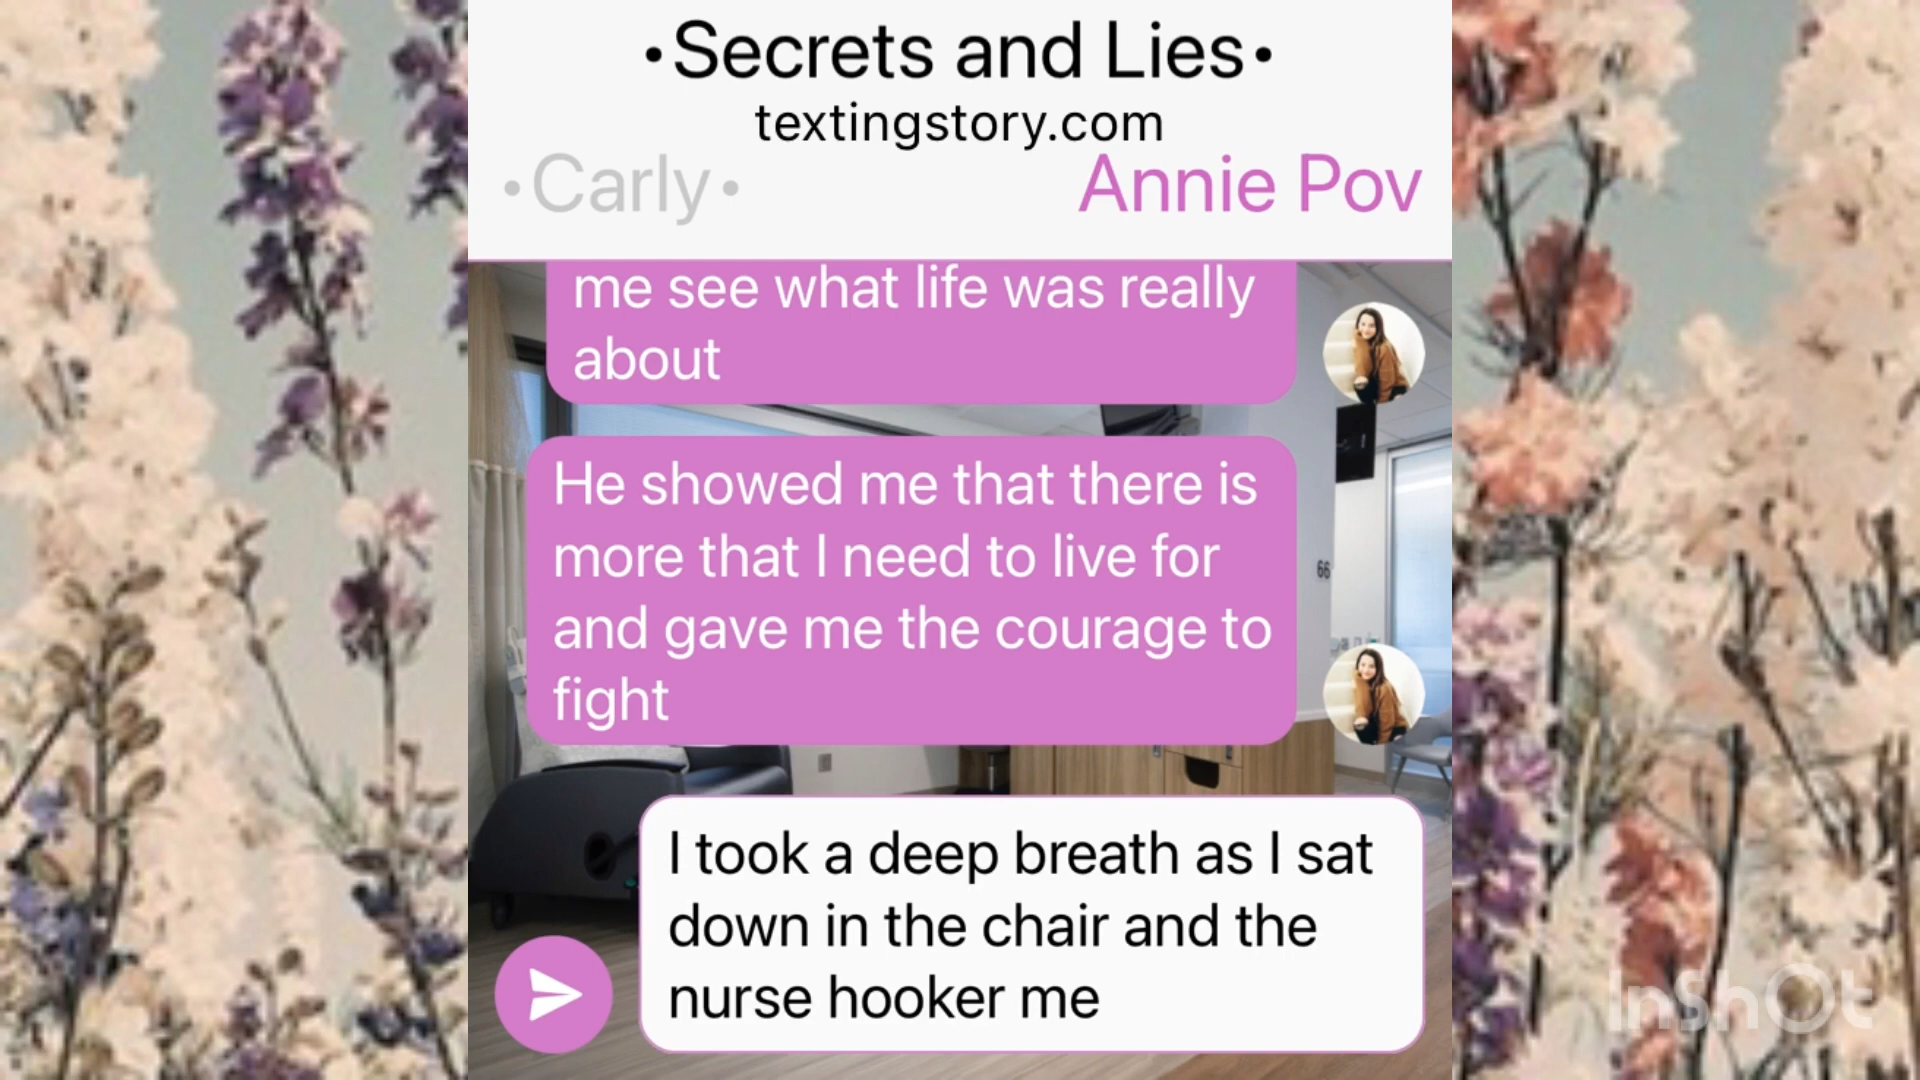 •Secrets and Lies•
textingstory.com
•Carly•
Annie Pov
me see what life was really
about
He showed me that there is
more that I need to live for
and gave me the courage to
fight
66
I took a deep breath as I sat
down in the chair and the
nurse hooker me
InShOt